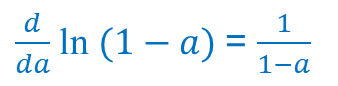 d/da ln (1 − a) = 1/(1−a)